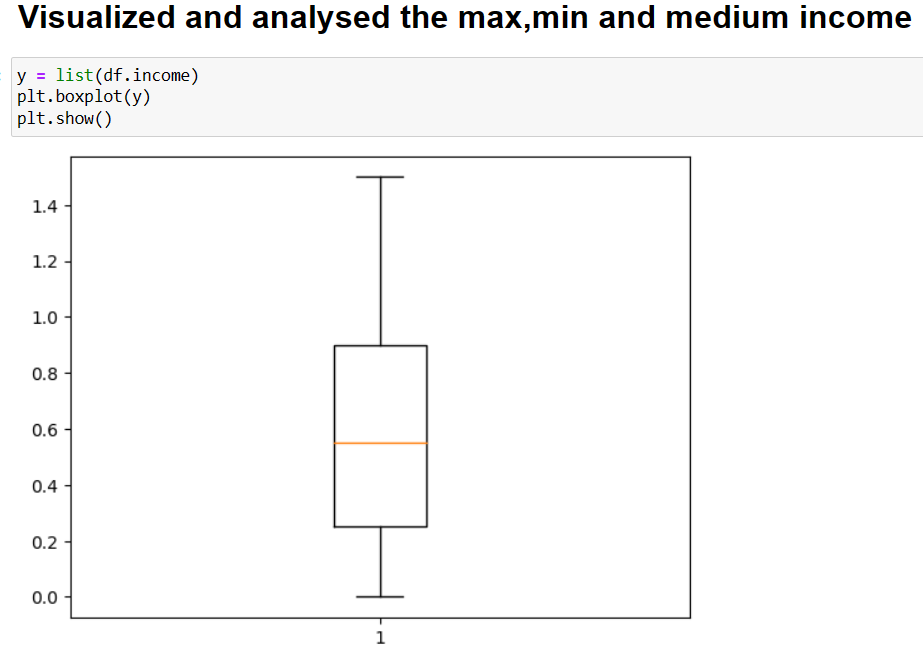 Visualized and analysed the max,min and medium income
y = list(df.income)
plt.boxplot(y)
plt.show()
1.4
1.2
1.0
0.8
0.6
0.4
0.2
0.0
1